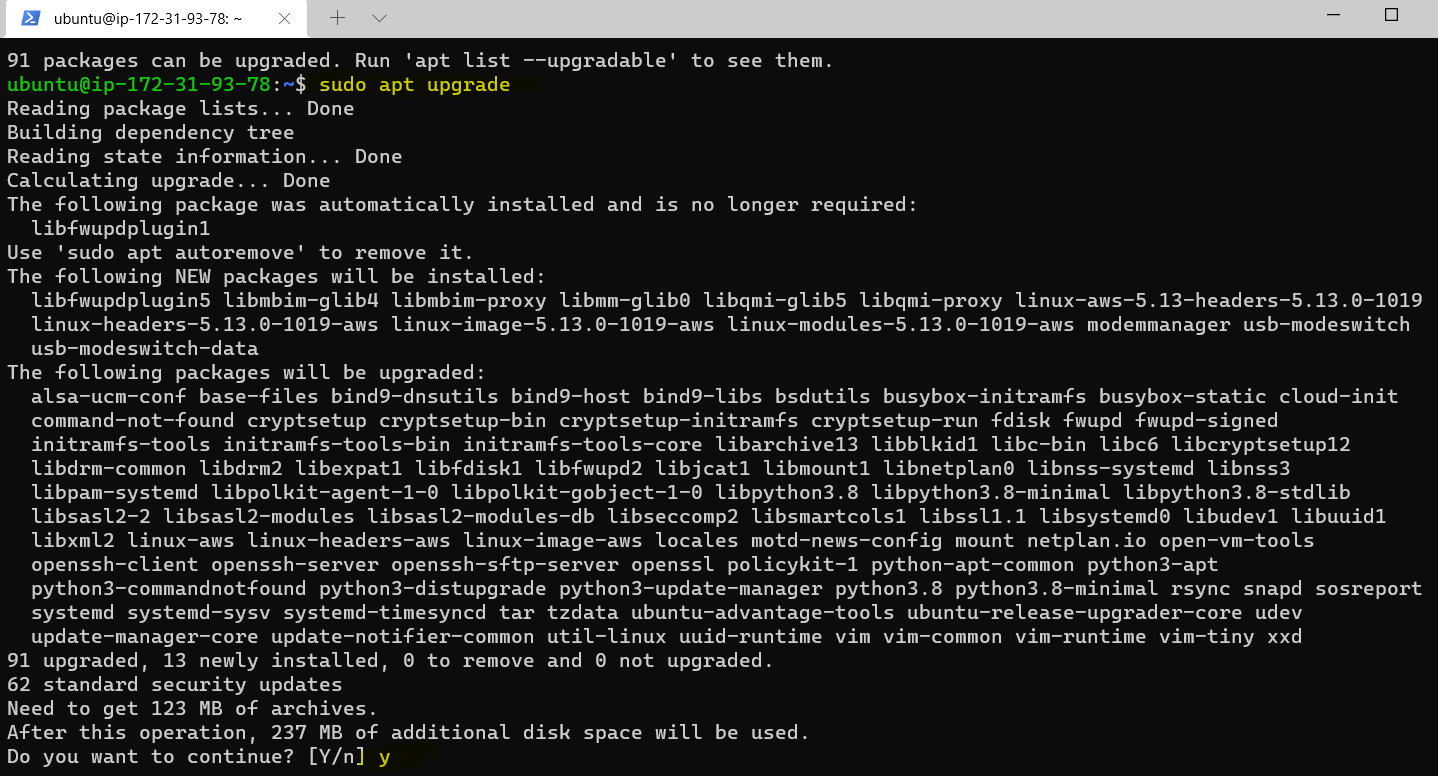 ubuntu@ip-172-31-93-78: ~
91 packages can be upgraded. Run 'apt list --upgradable' to see them.
ubuntu@ip-172-31-93-78:~$ sudo apt upgrade
Reading package lists... Done
Building dependency tree
Reading state information... Done
Calculating upgrade... Done
The following package was automatically installed and is no longer required:
  libfwupdplugin1
Use 'sudo apt autoremove' to remove it.
The following NEW packages will be installed:
  libfwupdplugin5 libmbim-glib4 libmbim-proxy libmm-glib0 libqmi-glib5 libqmi-proxy linux-aws-5.13-headers-5.13.0-1019
  linux-headers-5.13.0-1019-aws linux-image-5.13.0-1019-aws linux-modules-5.13.0-1019-aws modemmanager usb-modeswitch
  usb-modeswitch-data
The following packages will be upgraded:
  alsa-ucm-conf base-files bind9-dnsutils bind9-host bind9-libs bsdutils busybox-initramfs busybox-static cloud-init
  command-not-found cryptsetup cryptsetup-bin cryptsetup-initramfs cryptsetup-run fdisk fwupd fwupd-signed
  initramfs-tools initramfs-tools-bin initramfs-tools-core libarchive13 libblkid1 libc-bin libc6 libcryptsetup12
  libdrm-common libdrm2 libexpat1 libfdisk1 libfwupd2 libjcat1 libmount1 libnetplan0 libnss-systemd libnss3
  libpam-systemd libpolkit-agent-1-0 libpolkit-gobject-1-0 libpython3.8 libpython3.8-minimal libpython3.8-stdlib
  libsasl2-2 libsasl2-modules libsasl2-modules-db libseccomp2 libsmartcols1 libssl1.1 libsystemd0 libudev1 libuuid1
  libxml2 linux-aws linux-headers-aws linux-image-aws locales motd-news-config mount netplan.io open-vm-tools
  openssh-client openssh-server openssh-sftp-server openssl policykit-1 python-apt-common python3-apt
  python3-commandnotfound python3-distupgrade python3-update-manager python3.8 python3.8-minimal rsync snapd sosreport
  systemd systemd-sysv systemd-timesyncd tar tzdata ubuntu-advantage-tools ubuntu-release-upgrader-core udev
  update-manager-core update-notifier-common util-linux uuid-runtime vim vim-common vim-runtime vim-tiny xxd
91 upgraded, 13 newly installed, 0 to remove and 0 not upgraded.
62 standard security updates
Need to get 123 MB of archives.
After this operation, 237 MB of additional disk space will be used.
Do you want to continue? [Y/n] y